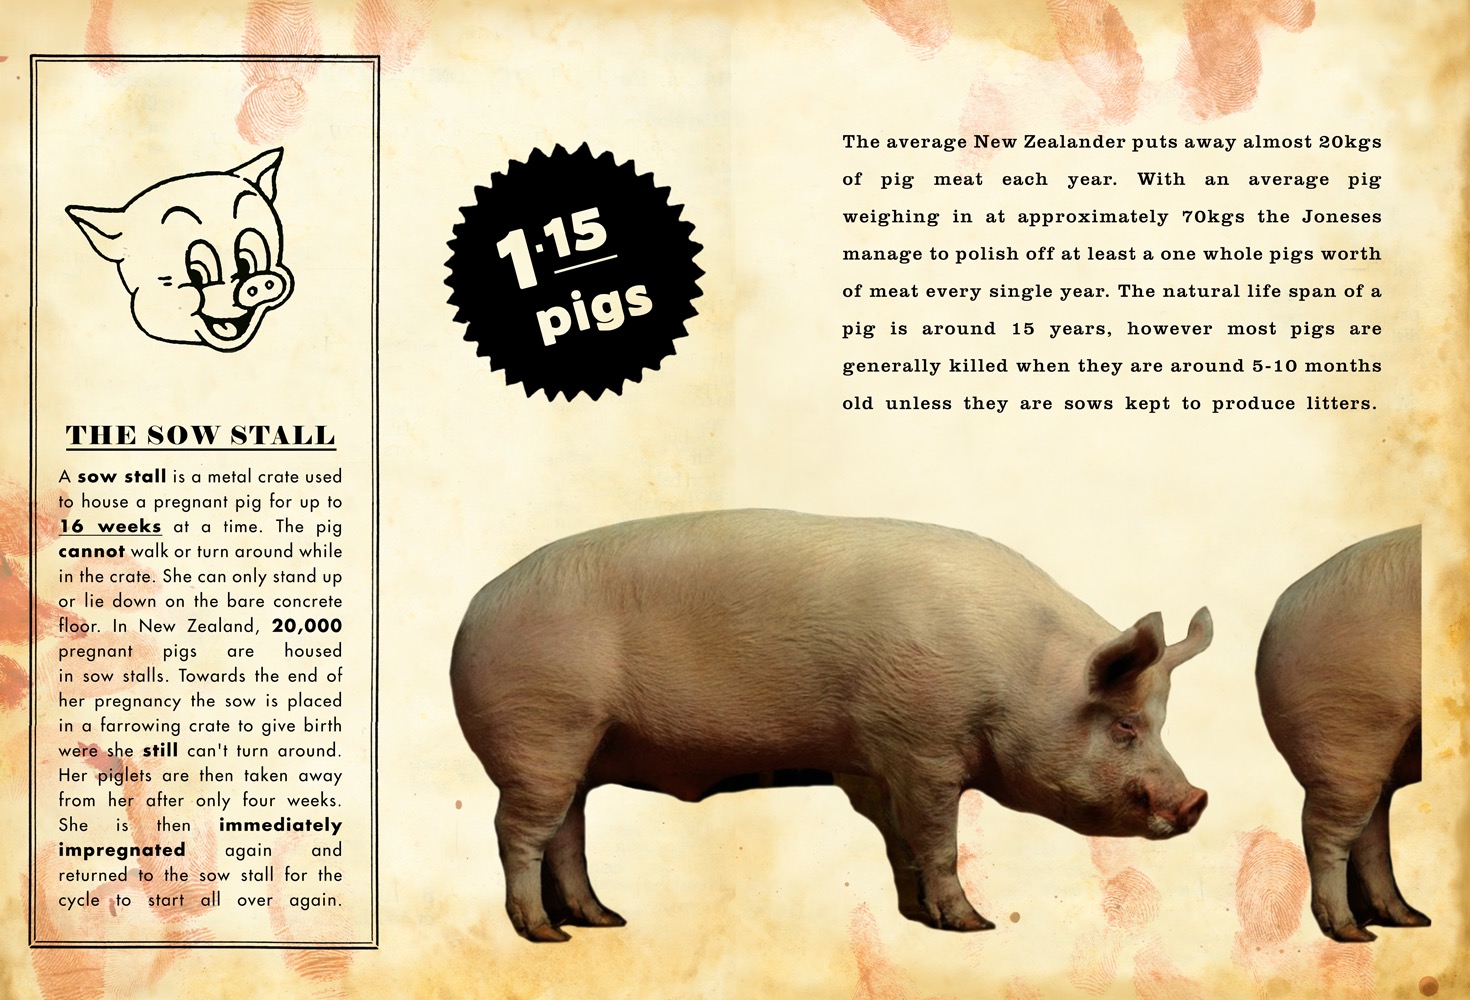 THE SOW STALL
A sow stall is a metal crate used
to house a pregnant pig for up to
16 weeks at a time. The pig
cannot walk or turn around while
in the crate. She can only stand up
or lie down on the bare concrete
floor. In New Zealand, 20,000
pregnant pigs are housed
in sow stalls. Towards the end of
her pregnancy the sow is placed
in a farrowing crate to give birth
were she still can't turn around.
Her piglets are then taken away
from her after only four weeks.
She is then immediately
impregnated again and
returned to the sow stall for the
cycle to start all over again.
1·15
pigs
The average New Zealander puts away almost 20kgs
of pig meat each year. With an average pig
weighing in at approximately 70kgs the Joneses
manage to polish off at least a one whole pigs worth
of meat every single year. The natural life span of a
pig is around 15 years, however most pigs are
generally killed when they are around 5-10 months
old unless they are sows kept to produce litters.